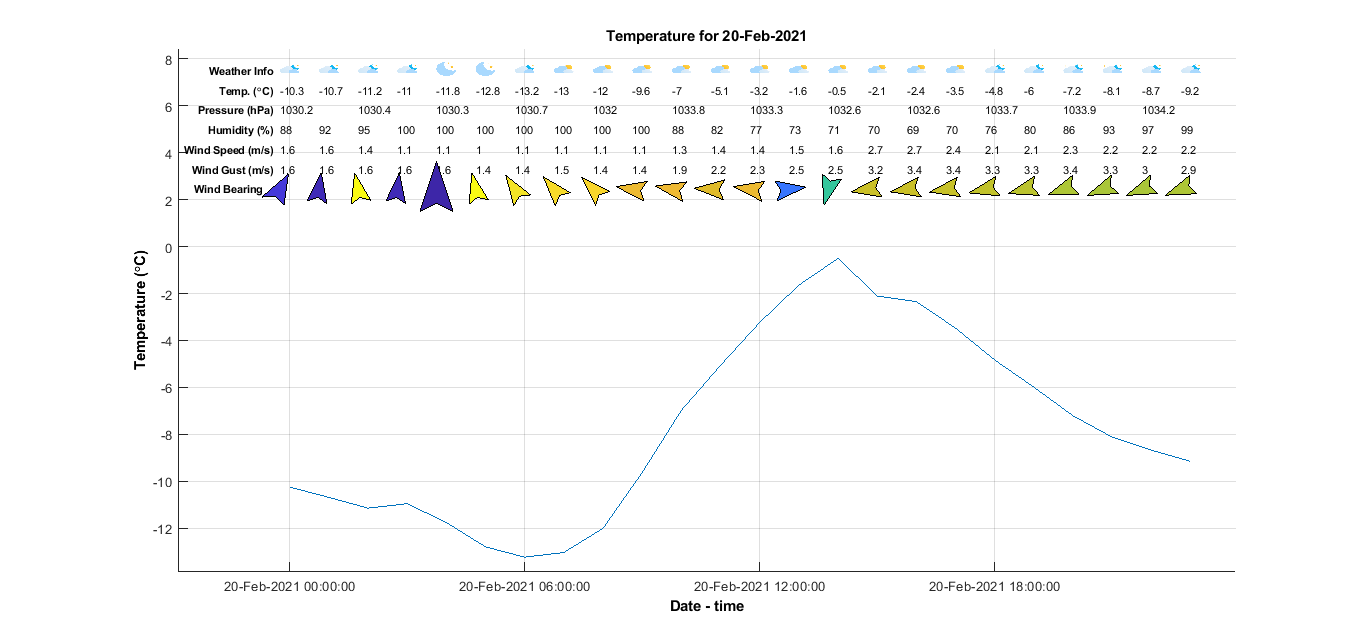 Temperature for 20-Feb-2021
8
Weather Info
Temp. (°C) -10.3 -10.7 -11.2 -11 -11.8 -12.8 -13.2 -13 -12 -9.6 -7 -5.1 -3.2 -1.6 -0.5 -2.1 -2.4 -3.5 -4.8 -6 -7.2 -8.1 -8.7 -9.2
6
Pressure (hPa) 1030.2 1030.4 1030.3 1030.7 1032 1033.8 1033.3 1032.6 1032.6 1033.7 1033.9 1034.2
Humidity (%) 88 92 95 100 100 100 100 100 100 100 88 82 77 73 71 70 69 70 76 80 86 93 97 99
4
Wind Speed (m/s) 1.6 1.6 1.4 1.1 1.1 1 1.1 1.1 1.1 1.1 1.3 1.4 1.4 1.5 1.6 2.2 2.7 2.4 2.1 2.1 2.3 2.2 2.2 2.2
Wind Gust (m/s) 1.6 1.6 1.6 1.6 1.6 1.4 1.4 1.5 1.4 1.4 1.9 2.2 2.3 2.5 2.5 3.2 3.4 3.4 3.3 3.3 3.4 3.3 3 2.9
Wind Bearing
2
0
-2
-4
-6
-8
-10
-12
Temperature (°C)
20-Feb-2021 00:00:00 20-Feb-2021 06:00:00 20-Feb-2021 12:00:00 20-Feb-2021 18:00:00
Date - time